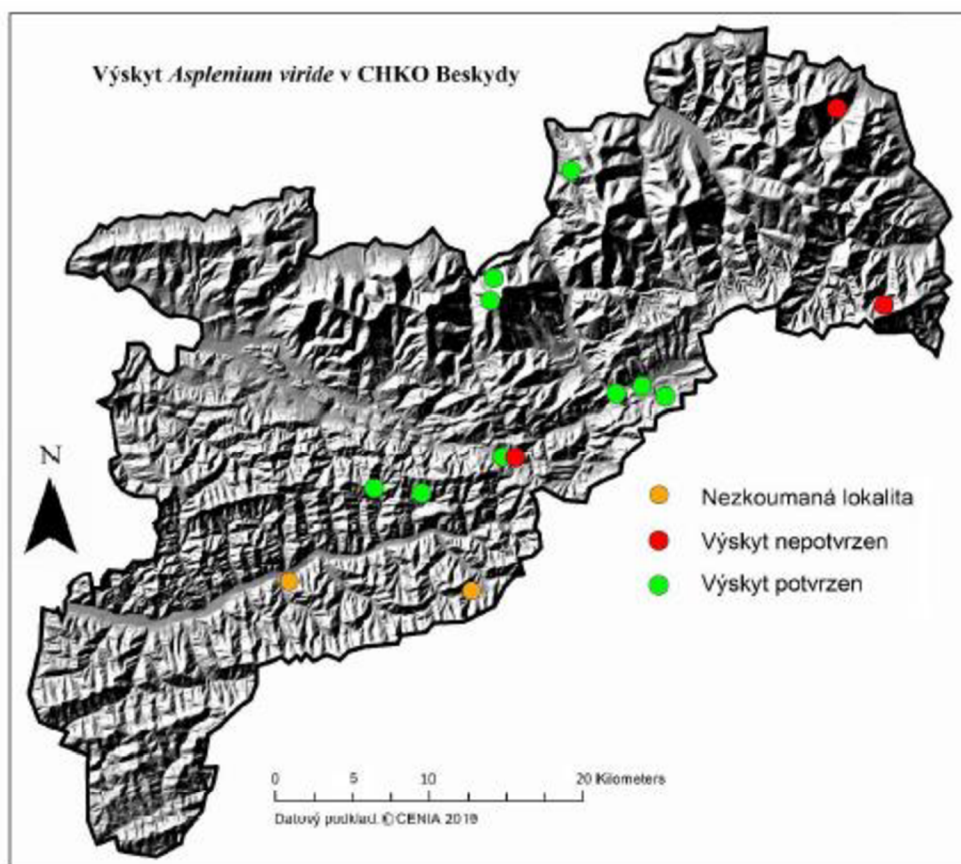 Výskyt Asplenium viride v CHKO Beskydy
N
Nezkoumaná lokalita
Výskyt nepotvrzen
Výskyt potvrzen
0 5 10 20 Kilometers
Datový podklad ©CENIA 2019